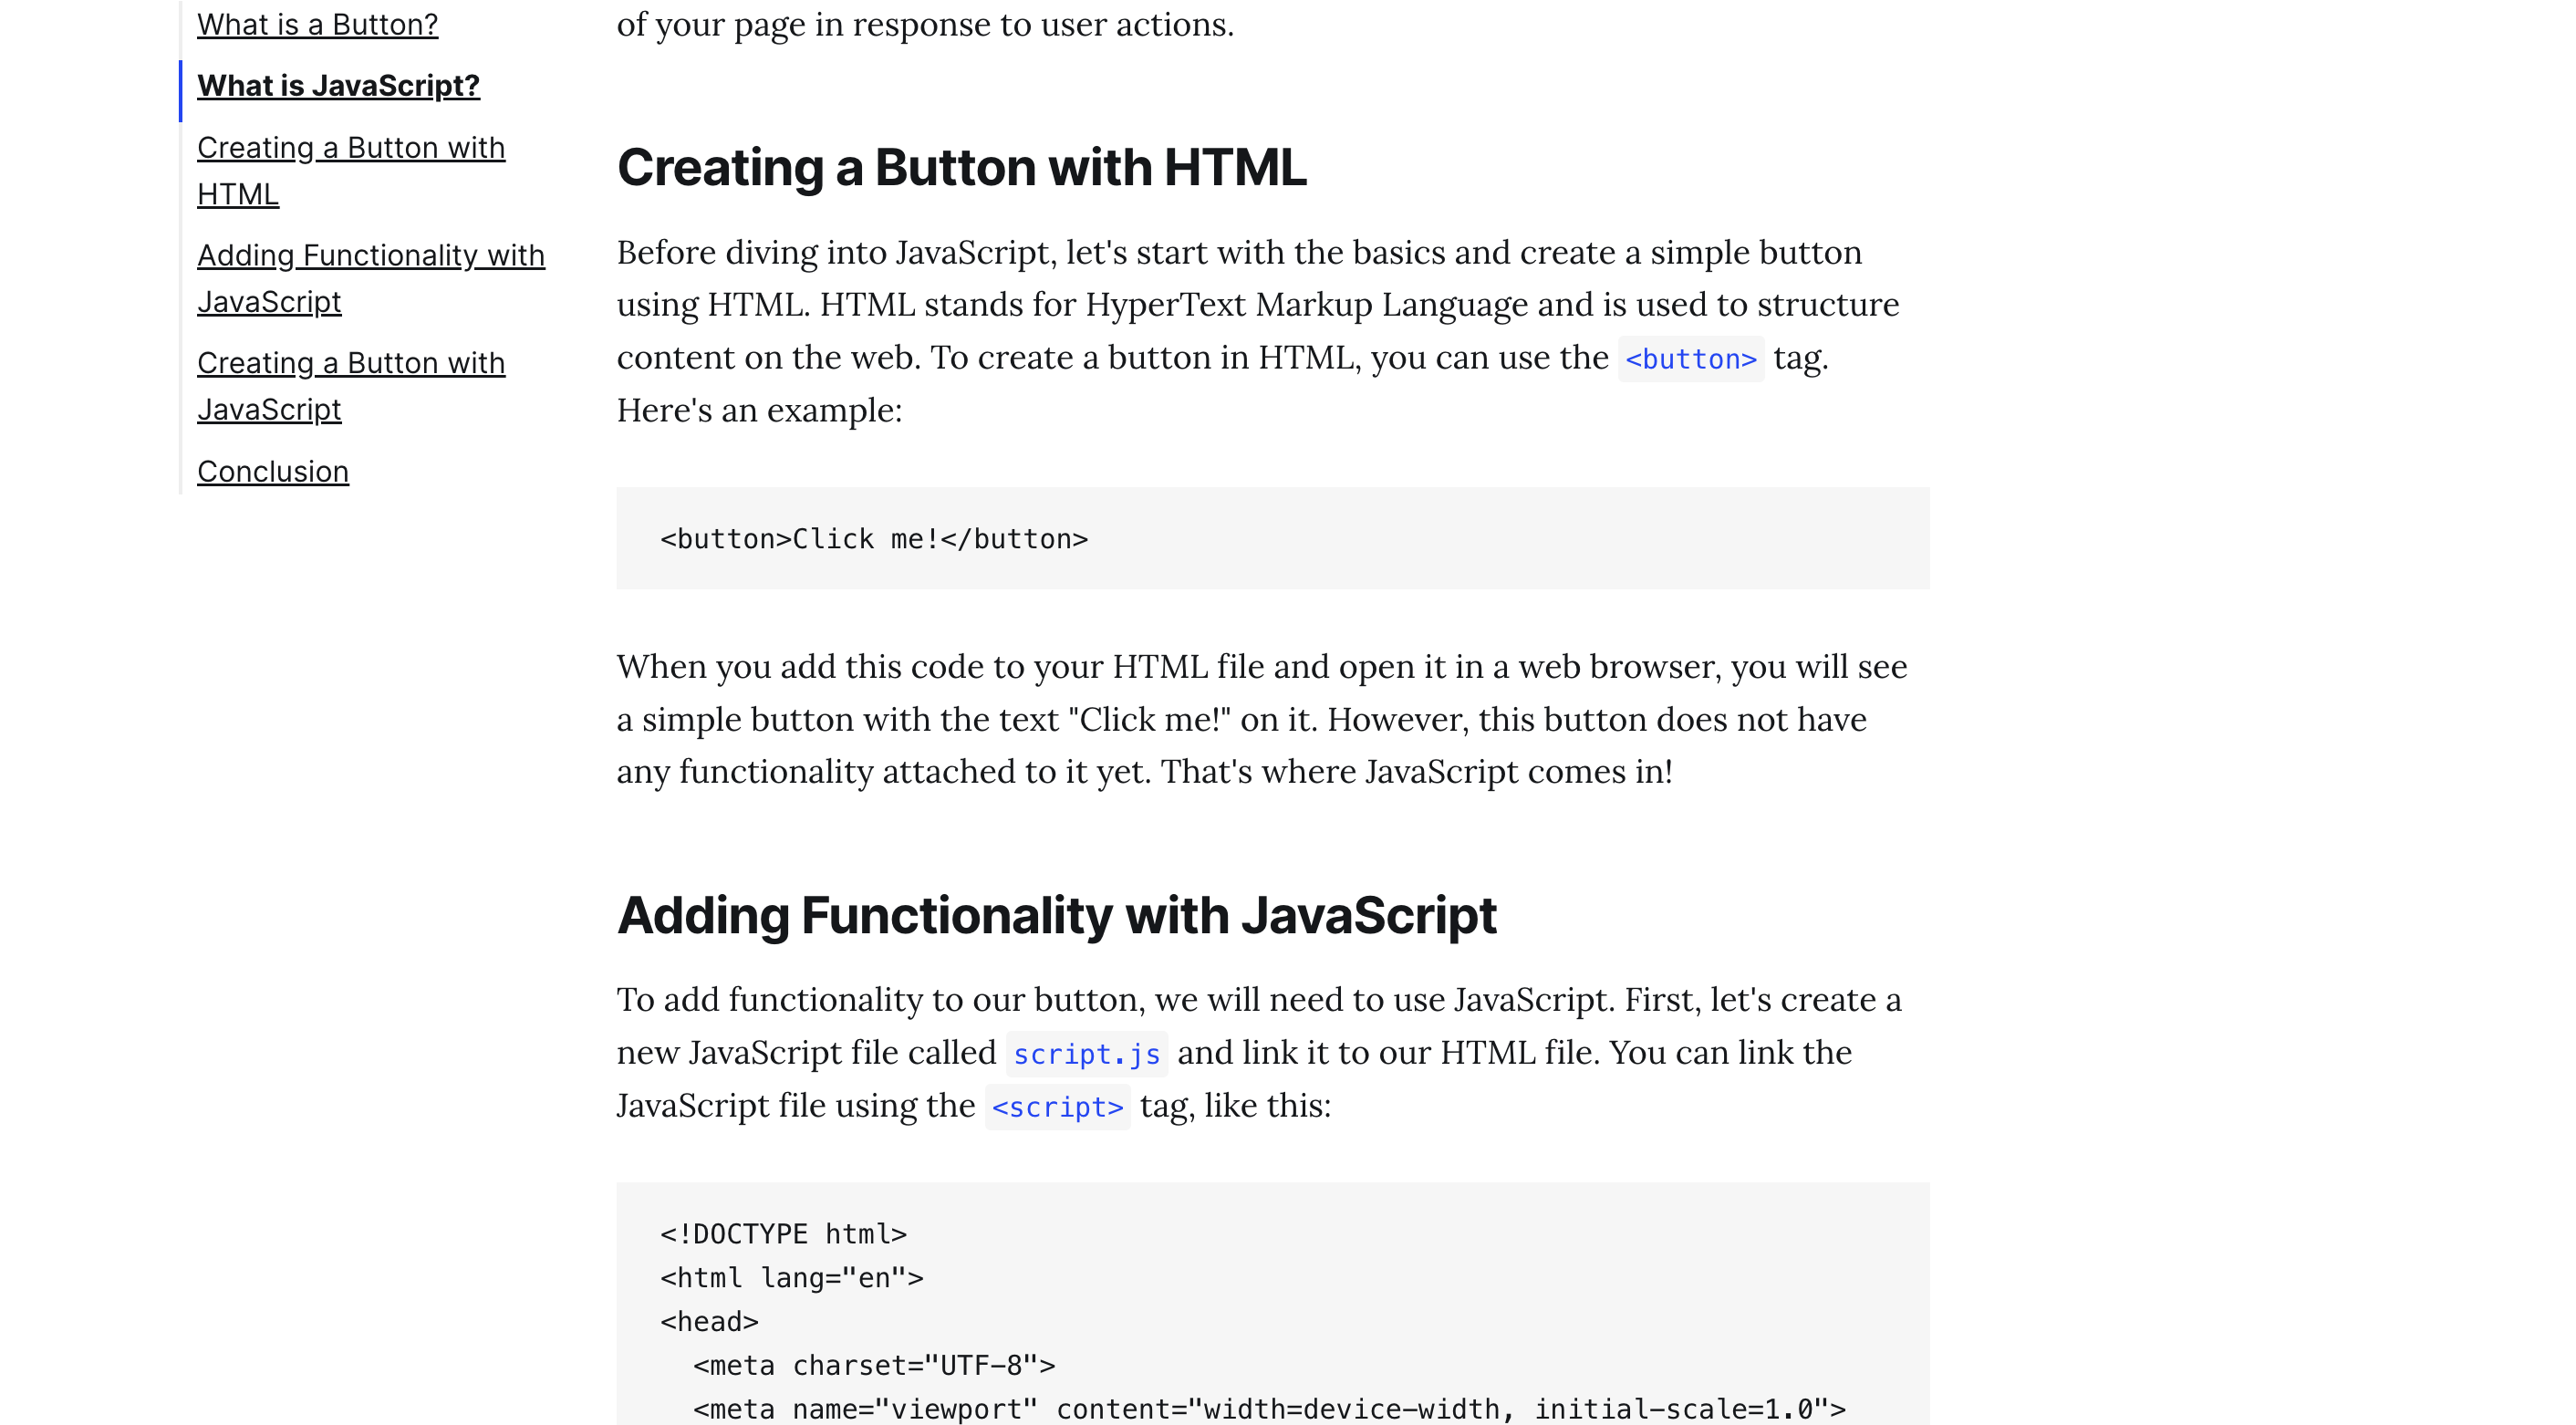 What is a Button?
What is JavaScript?
Creating a Button with
HTML
Adding Functionality with
JavaScript
Creating a Button with
JavaScript
Conclusion
of your page in response to user actions.
Creating a Button with HTML
Before diving into JavaScript, let's start with the basics and create a simple button
using HTML. HTML stands for HyperText Markup Language and is used to structure
content on the web. To create a button in HTML, you can use the <button> tag.
Here's an example:
<button>Click me!</button>
When you add this code to your HTML file and open it in a web browser, you will see
a simple button with the text "Click me!" on it. However, this button does not have
any functionality attached to it yet. That's where JavaScript comes in!
Adding Functionality with JavaScript
To add functionality to our button, we will need to use JavaScript. First, let's create a
new JavaScript file called script.js and link it to our HTML file. You can link the
JavaScript file using the <script> tag, like this:
<!DOCTYPE html>
<html lang="en">
<head>
  <meta charset="UTF-8">
  <meta name="viewport" content="width=device-width, initial-scale=1.0">